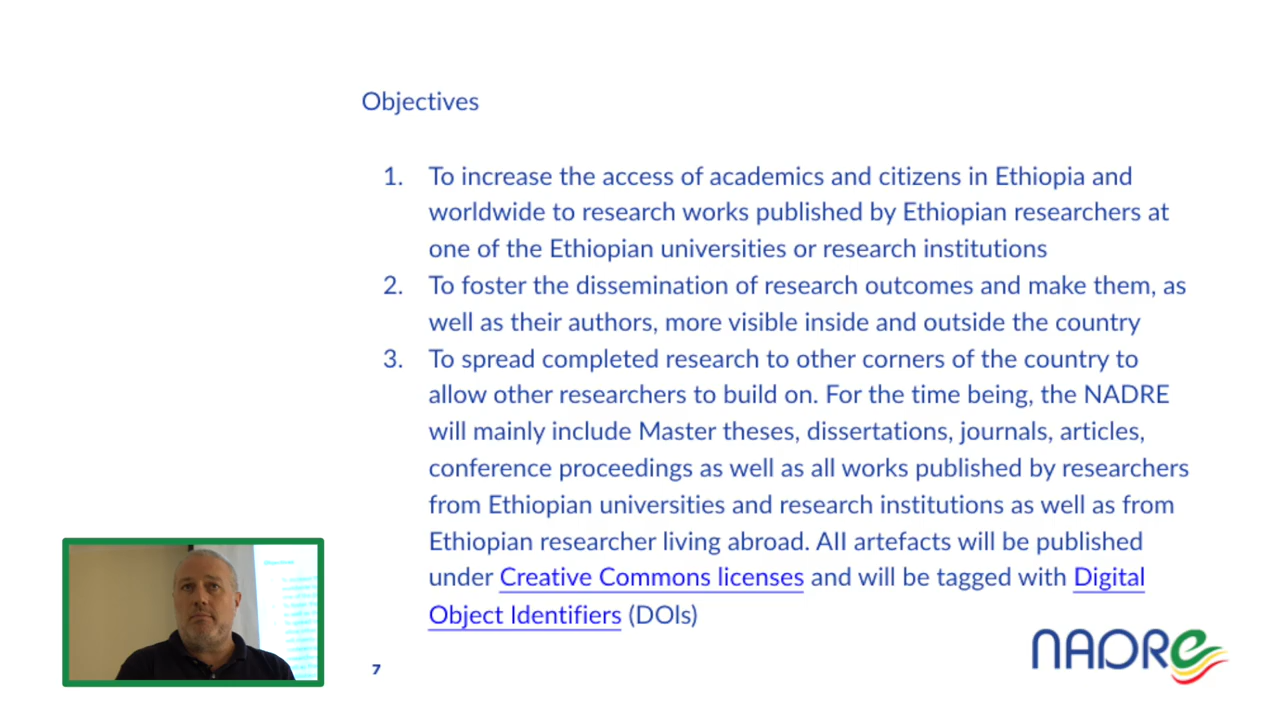 Objectives
1. To increase the access of academics and citizens in Ethiopia and
worldwide to research works published by Ethiopian researchers at
one of the Ethiopian universities or research institutions
2. To foster the dissemination of research outcomes and make them, as
well as their authors, more visible inside and outside the country
3. To spread completed research to other corners of the country to
allow other researchers to build on. For the time being, the NADRE
will mainly include Master theses, dissertations, journals, articles,
conference proceedings as well as all works published by researchers
from Ethiopian universities and research institutions as well as from
Ethiopian researcher living abroad. All artefacts will be published
under Creative Commons licenses and will be tagged with Digital
Object Identifiers (DOIs)
7
NADRe